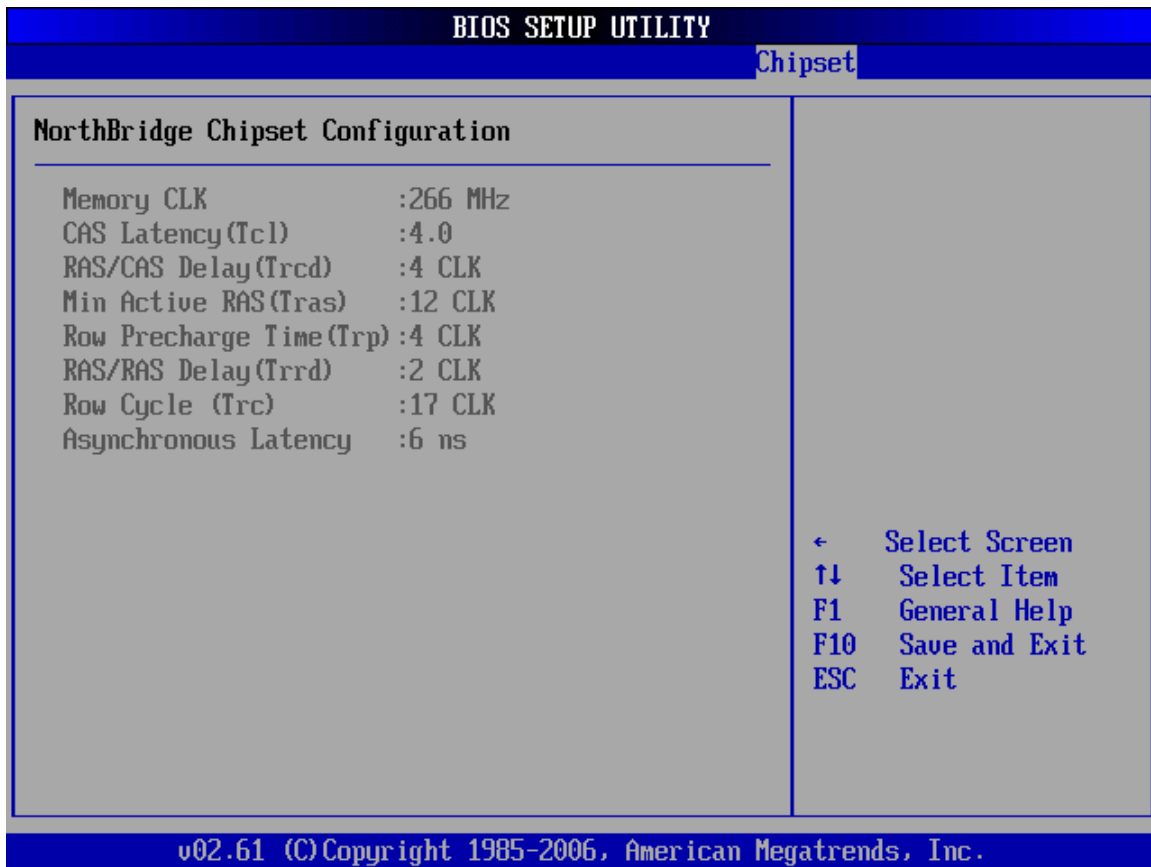 BIOS SETUP UTILITY
Chipset
NorthBridge Chipset Configuration
Memory CLK :266 MHz
CAS Latency(Tcl) :4.0
RAS/CAS Delay(Trcd) :4 CLK
Min Active RAS(Tras) :12 CLK
Row Precharge Time(Trp):4 CLK
RAS/RAS Delay(Trrd) :2 CLK
Row Cycle (Trc) :17 CLK
Asynchronous Latency :6 ns
← Select Screen
↑↓ Select Item
F1 General Help
F10 Save and Exit
ESC Exit
v02.61 (C)Copyright 1985-2006, American Megatrends, Inc.